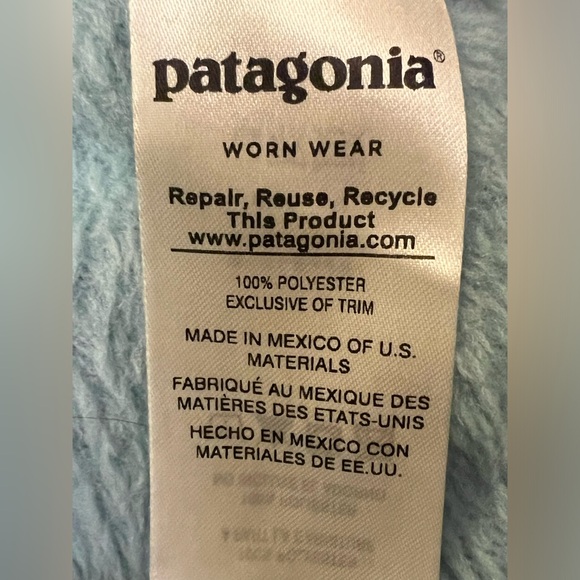 patagonia®
WORN WEAR
Repair, Reuse, Recycle
This Product
www.patagonia.com
100% POLYESTER
EXCLUSIVE OF TRIM
MADE IN MEXICO OF U.S.
MATERIALS
FABRIQUÉ AU MEXIQUE DES
MATIÈRES DES ETATS-UNIS
HECHO EN MEXICO CON
MATERIALES DE EE.UU.